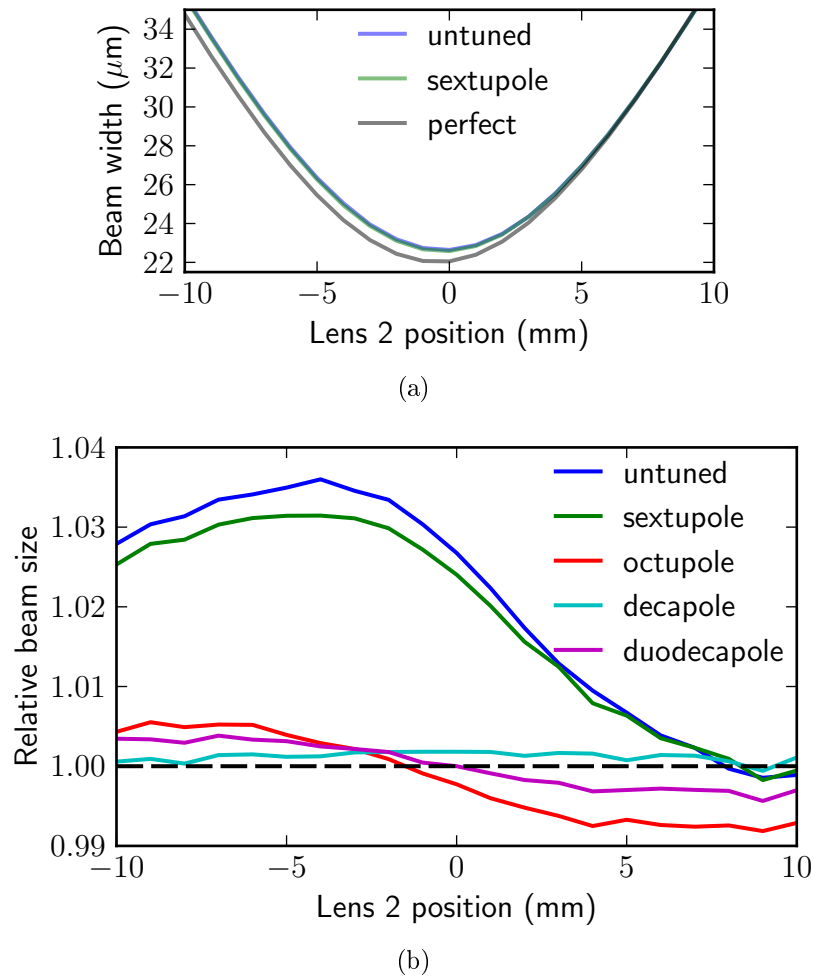 34
32
30
28
26
24
22
Beam width (μm)
untuned
sextupole
perfect
−10 −5 0 5 10
Lens 2 position (mm)
(a)
1.04
1.03
1.02
1.01
1.00
0.99
Relative beam size
untuned
sextupole
octupole
decapole
duodecapole
−10 −5 0 5 10
Lens 2 position (mm)
(b)